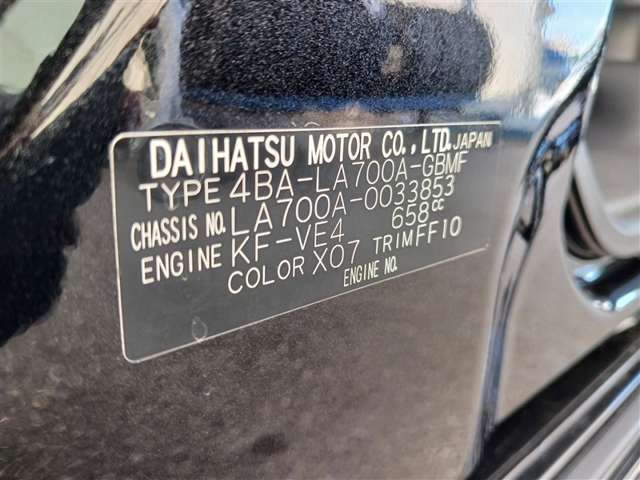 DAIHATSU MOTOR CO.,LTD.JAPAN
TYPE 4BA-LA700A-GBMF
CHASSIS NO. LA700A-0033853
ENGINE KF-VE4 658cc
COLOR X07 TRIM FF10
ENGINE NO.